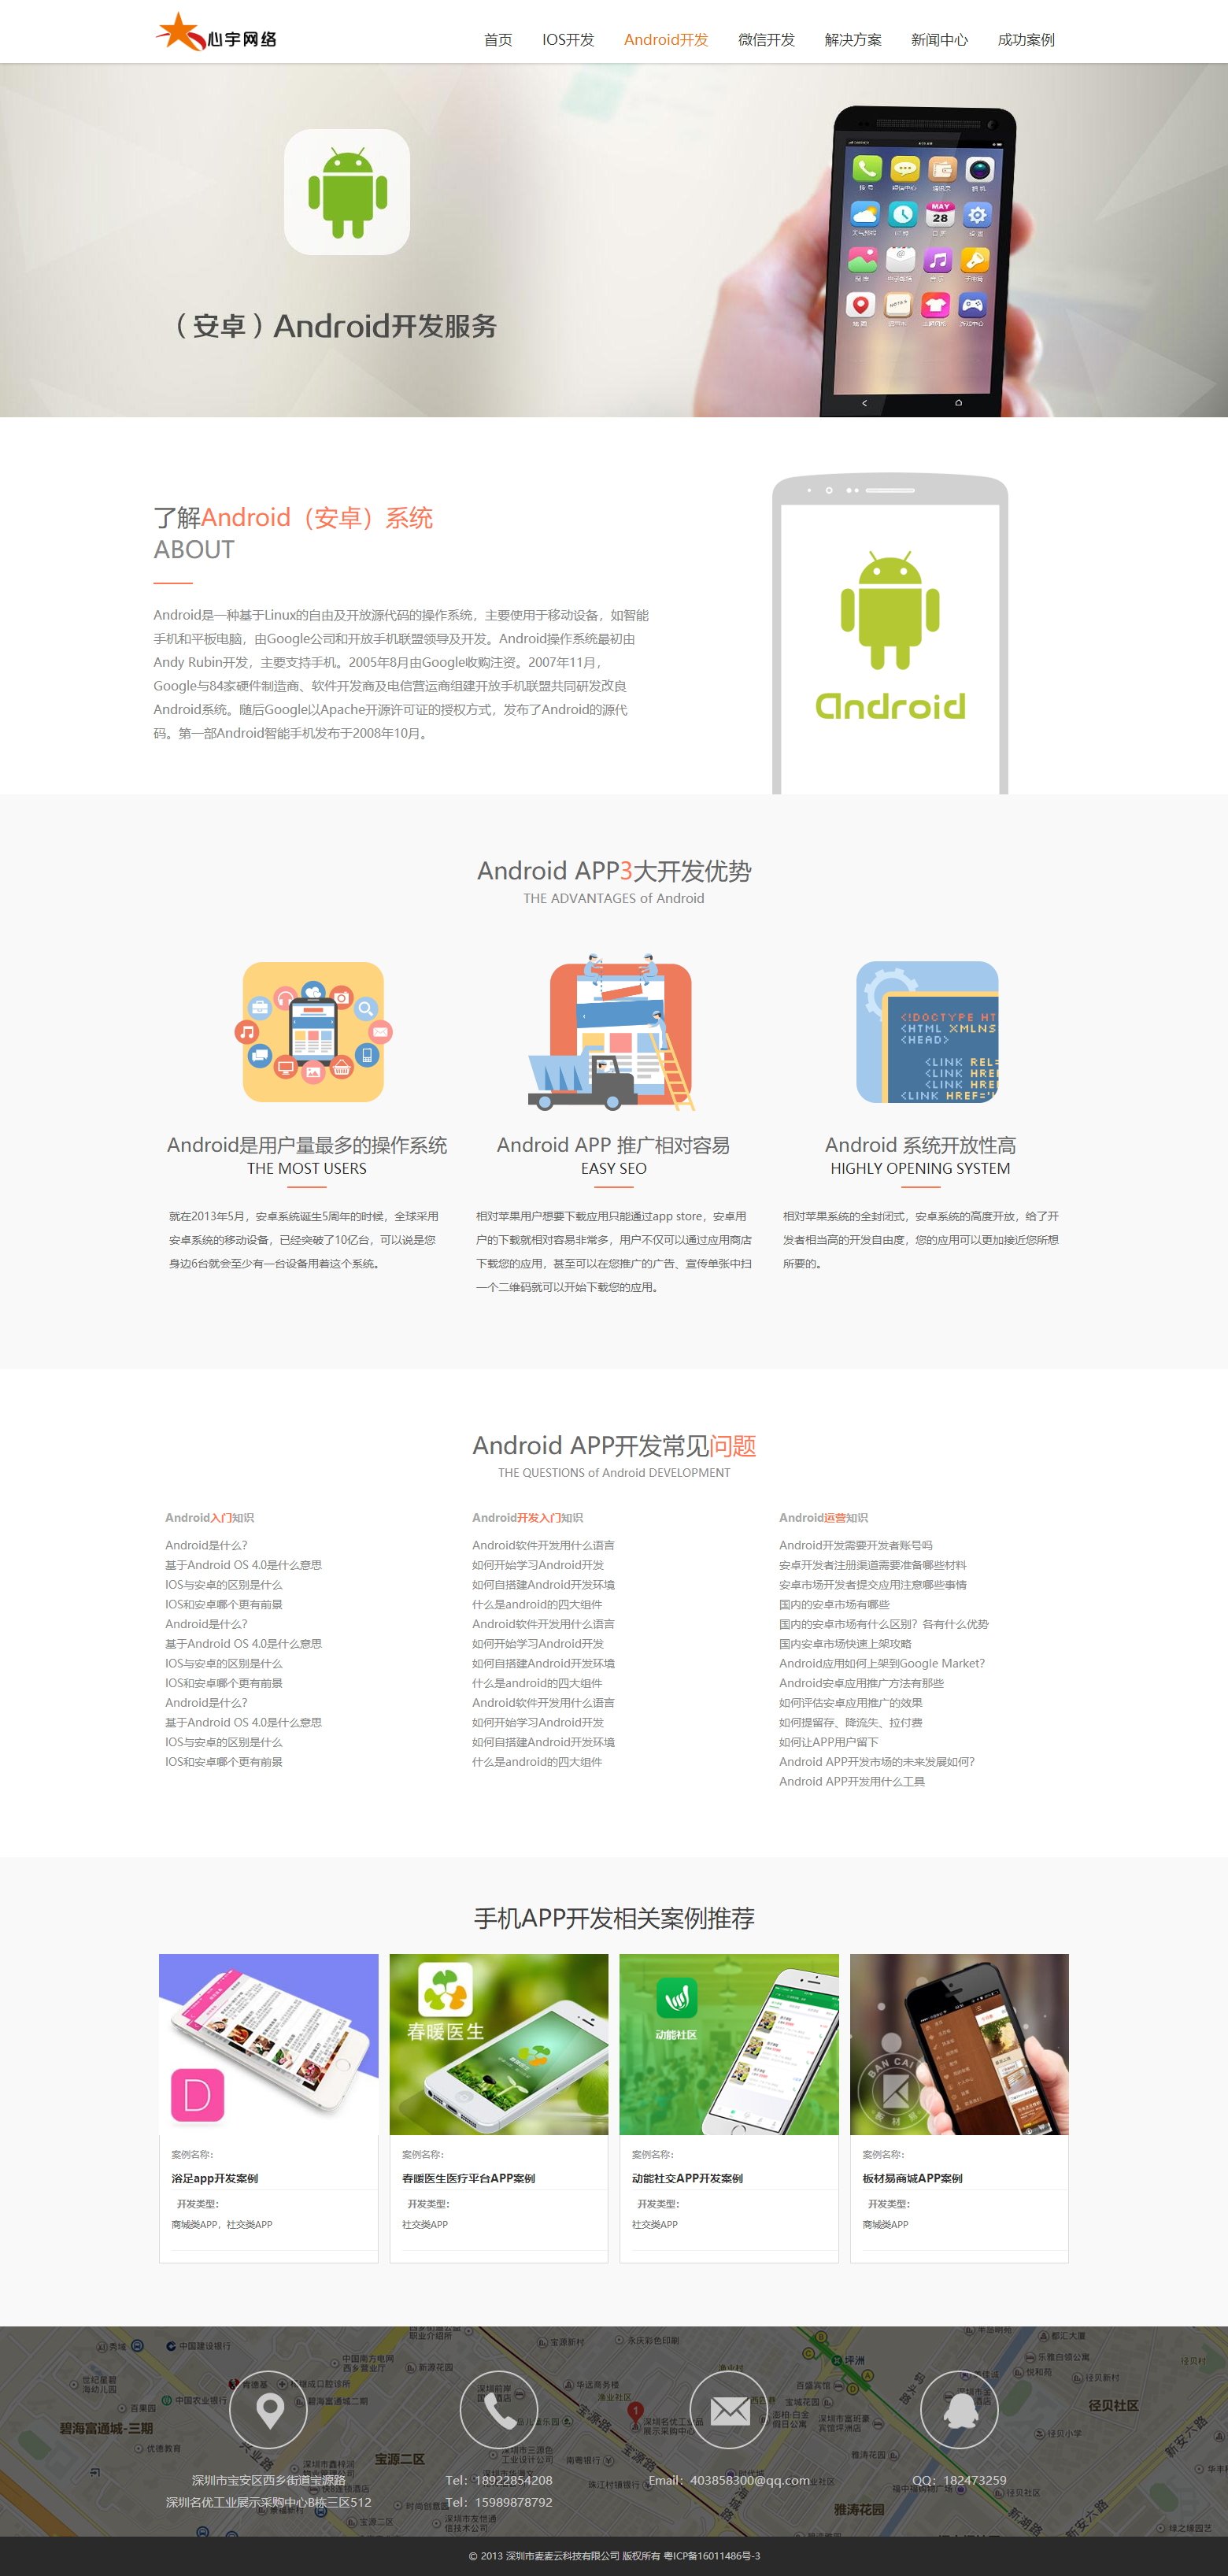 心宇网络
首页 IOS开发 Android开发 微信开发 解决方案 新闻中心 成功案例
MAY
28
（安卓）Android开发服务
了解Android（安卓）系统
ABOUT
Android是一种基于Linux的自由及开放源代码的操作系统，主要使用于移动设备，如智能
手机和平板电脑，由Google公司和开放手机联盟领导及开发。Android操作系统最初由
Andy Rubin开发，主要支持手机。2005年8月由Google收购注资。2007年11月，
Google与84家硬件制造商、软件开发商及电信营运商组建开放手机联盟共同研发改良
Android系统。随后Google以Apache开源许可证的授权方式，发布了Android的源代
码。第一部Android智能手机发布于2008年10月。
android
Android APP3大开发优势
THE ADVANTAGES of Android
<!DOCTYPE HT
<HTML XMLNS
<HEAD>
<LINK REL=
<LINK HREF
<LINK HRE
<LINK HREF='
Android是用户量最多的操作系统
THE MOST USERS
就在2013年5月，安卓系统诞生5周年的时候，全球采用
安卓系统的移动设备，已经突破了10亿台，可以说是您
身边6台就会至少有一台设备用着这个系统。
Android APP 推广相对容易
EASY SEO
相对苹果用户想要下载应用只能通过app store，安卓用
户的下载就相对容易非常多，用户不仅可以通过应用商店
下载您的应用，甚至可以在您推广的广告、宣传单张中扫
一个二维码就可以开始下载您的应用。
Android 系统开放性高
HIGHLY OPENING SYSTEM
相对苹果系统的全封闭式，安卓系统的高度开放，给了开
发者相当高的开发自由度，您的应用可以更加接近您所想
所要的。
Android APP开发常见问题
THE QUESTIONS of Android DEVELOPMENT
Android入门知识
Android是什么？
基于Android OS 4.0是什么意思
IOS与安卓的区别是什么
IOS和安卓哪个更有前景
Android是什么？
基于Android OS 4.0是什么意思
IOS与安卓的区别是什么
IOS和安卓哪个更有前景
Android是什么？
基于Android OS 4.0是什么意思
IOS与安卓的区别是什么
IOS和安卓哪个更有前景
Android开发入门知识
Android软件开发用什么语言
如何开始学习Android开发
如何自搭建Android开发环境
什么是android的四大组件
Android软件开发用什么语言
如何开始学习Android开发
如何自搭建Android开发环境
什么是android的四大组件
Android软件开发用什么语言
如何开始学习Android开发
如何自搭建Android开发环境
什么是android的四大组件
Android运营知识
Android开发需要开发者账号吗
安卓开发者注册渠道需要准备哪些材料
安卓市场开发者提交应用注意哪些事情
国内的安卓市场有哪些
国内的安卓市场有什么区别？各有什么优势
国内安卓市场快速上架攻略
Android应用如何上架到Google Market?
Android安卓应用推广方法有那些
如何评估安卓应用推广的效果
如何提留存、降流失、拉付费
如何让APP用户留下
Android APP开发市场的未来发展如何？
Android APP开发用什么工具
手机APP开发相关案例推荐
D
春暖医生
动能社区
BAN CAI
案例名称：
浴足app开发案例
开发类型：
商城类APP，社交类APP
案例名称：
春暖医生医疗平台APP案例
开发类型：
社交类APP
案例名称：
动能社交APP开发案例
开发类型：
社交类APP
案例名称：
板材易商城APP案例
开发类型：
商城类APP
碧海富通城-三期
宝源二区
雅涛花园
径贝社区
深圳市宝安区西乡街道宝源路
深圳名优工业展示采购中心B栋三区512
Tel：18922854208
Tel：15989878792
Email：403858300@qq.com
QQ：182473259
© 2013 深圳市麦麦云科技有限公司 版权所有 粤ICP备16011486号-3